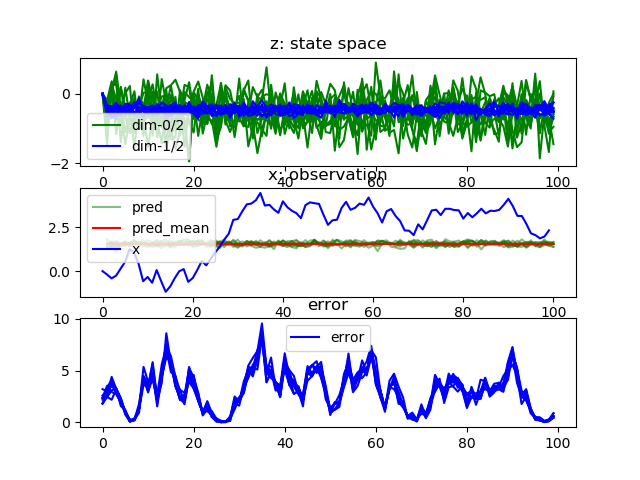 z: state space
0
−2
dim-0/2
dim-1/2
0 20 40 60 80 100
x: observation
2.5
0.0
pred
pred_mean
x
0 20 40 60 80 100
error
10
5
0
error
0 20 40 60 80 100